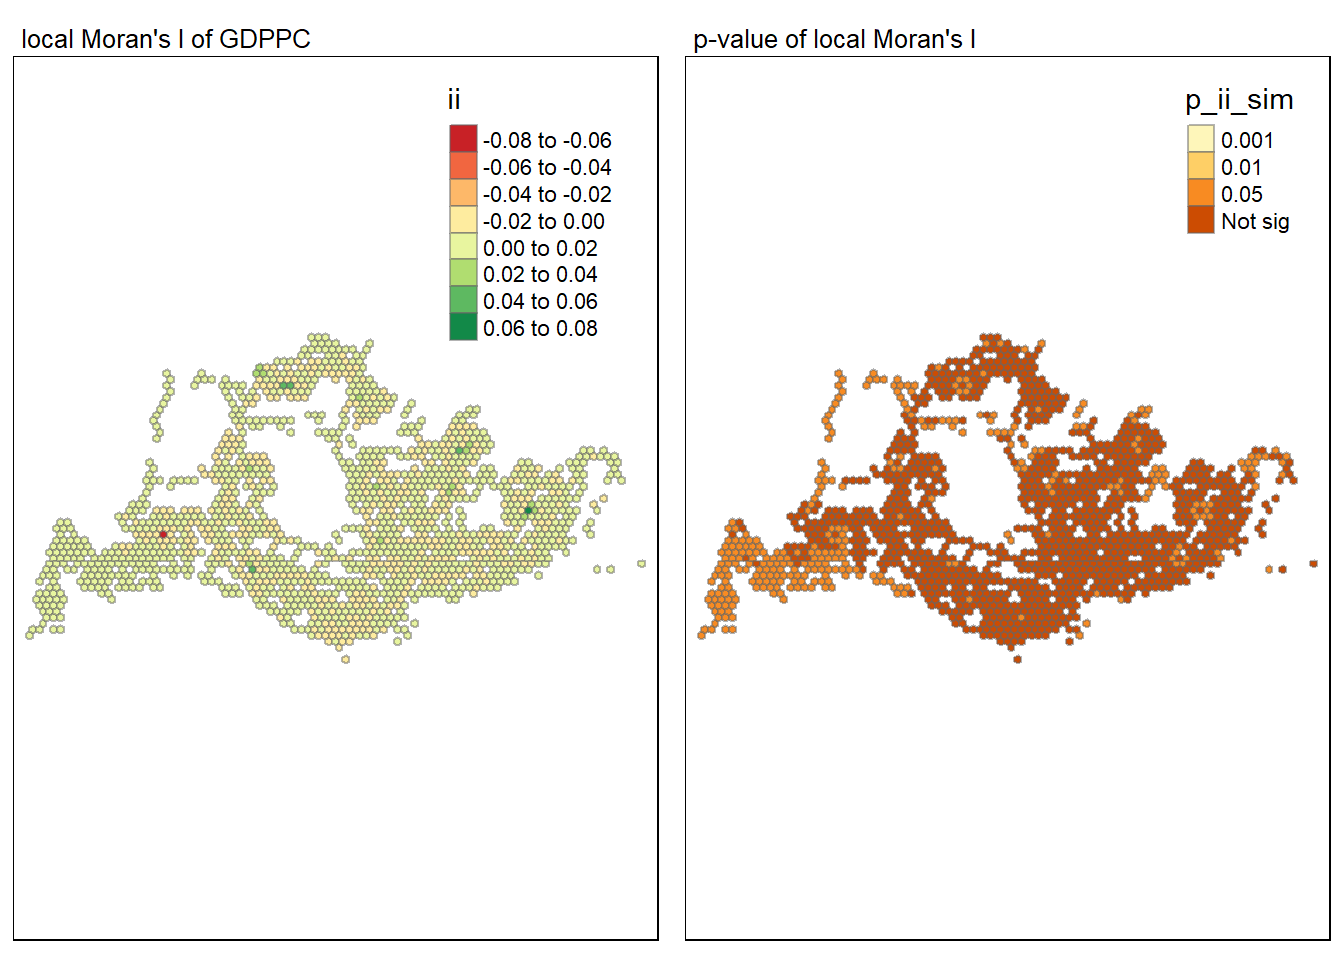 local Moran's I of GDPPC
ii
-0.08 to -0.06
-0.06 to -0.04
-0.04 to -0.02
-0.02 to 0.00
0.00 to 0.02
0.02 to 0.04
0.04 to 0.06
0.06 to 0.08
p-value of local Moran's I
p_ii_sim
0.001
0.01
0.05
Not sig